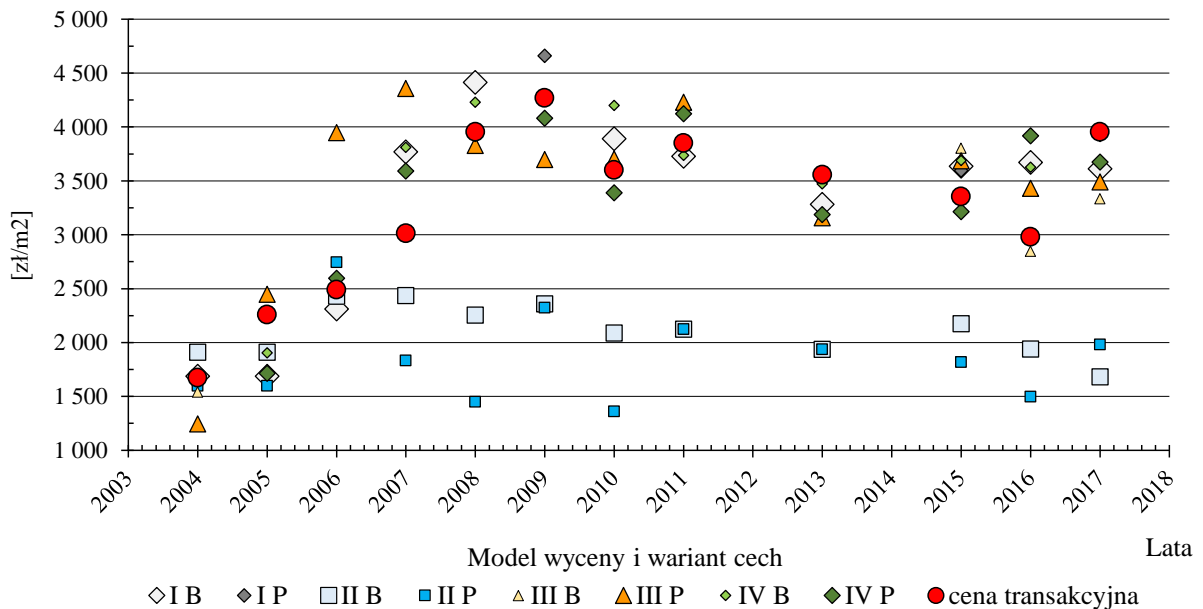 5 000
4 500
4 000
3 500
3 000
2 500
2 000
1 500
1 000
[zł/m2]
2003 2004 2005 2006 2007 2008 2009 2010 2011 2012 2013 2014 2015 2016 2017 2018
Lata
Model wyceny i wariant cech
I B I P II B II P III B III P IV B IV P cena transakcyjna